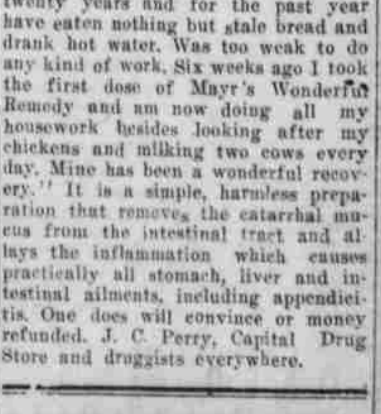 twenty years and for the past year
have eaten nothing but stale bread and
drank hot water. Was too weak to do
any kind of work. Six weeks ago I took
the first dose of Mayr's Wonderful
Remedy and am now doing all my
housework besides looking after my
chickens and milking two cows every
day. Mine has been a wonderful recov-
ery." It is a simple, harmless prepa-
ration that removes the catarrhal mu-
cus from the intestinal tract and al-
lays the inflammation which causes
practically all stomach, liver and in-
testinal ailments, including appendici-
tis. One does will convince or money
refunded. J. C. Perry, Capital Drug
Store and droggists everywhere.